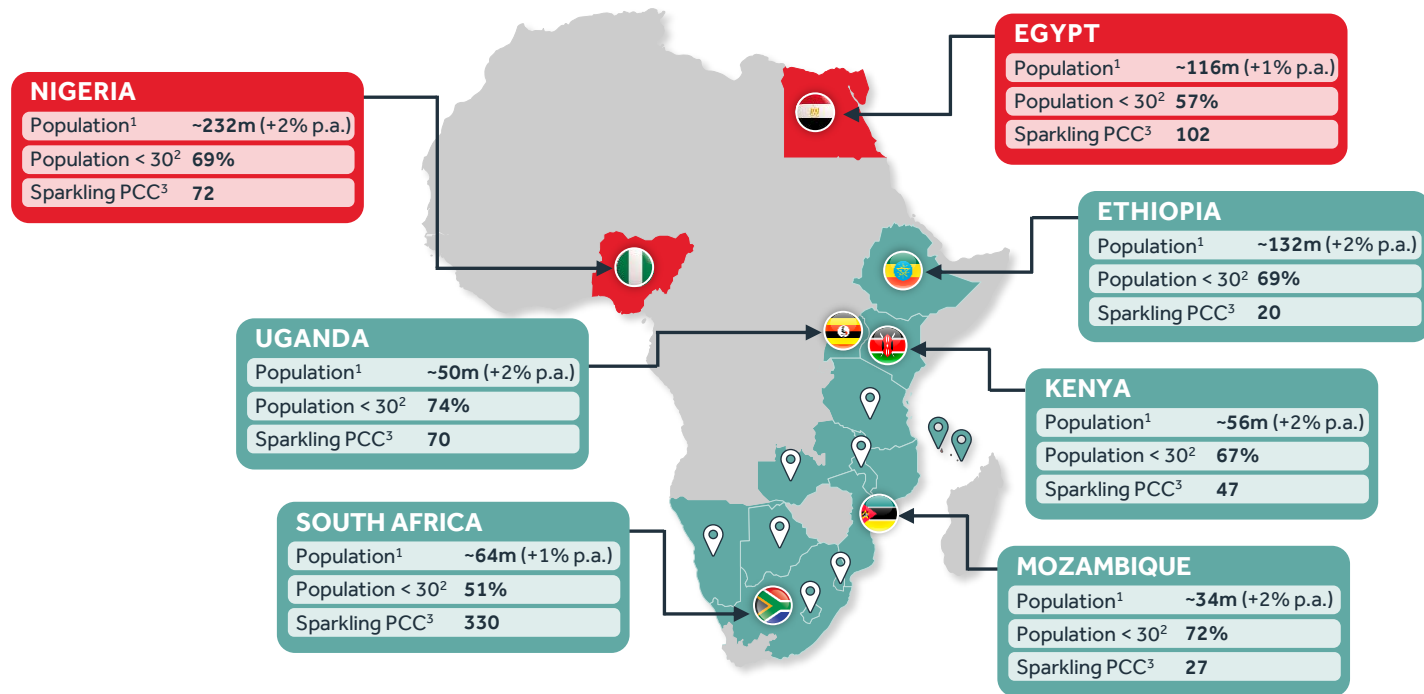 NIGERIA
Population¹ ~232m (+2% p.a.)
Population < 30² 69%
Sparkling PCC³ 72
EGYPT
Population¹ ~116m (+1% p.a.)
Population < 30² 57%
Sparkling PCC³ 102
ETHIOPIA
Population¹ ~132m (+2% p.a.)
Population < 30² 69%
Sparkling PCC³ 20
UGANDA
Population¹ ~50m (+2% p.a.)
Population < 30² 74%
Sparkling PCC³ 70
KENYA
Population¹ ~56m (+2% p.a.)
Population < 30² 67%
Sparkling PCC³ 47
SOUTH AFRICA
Population¹ ~64m (+1% p.a.)
Population < 30² 51%
Sparkling PCC³ 330
MOZAMBIQUE
Population¹ ~34m (+2% p.a.)
Population < 30² 72%
Sparkling PCC³ 27